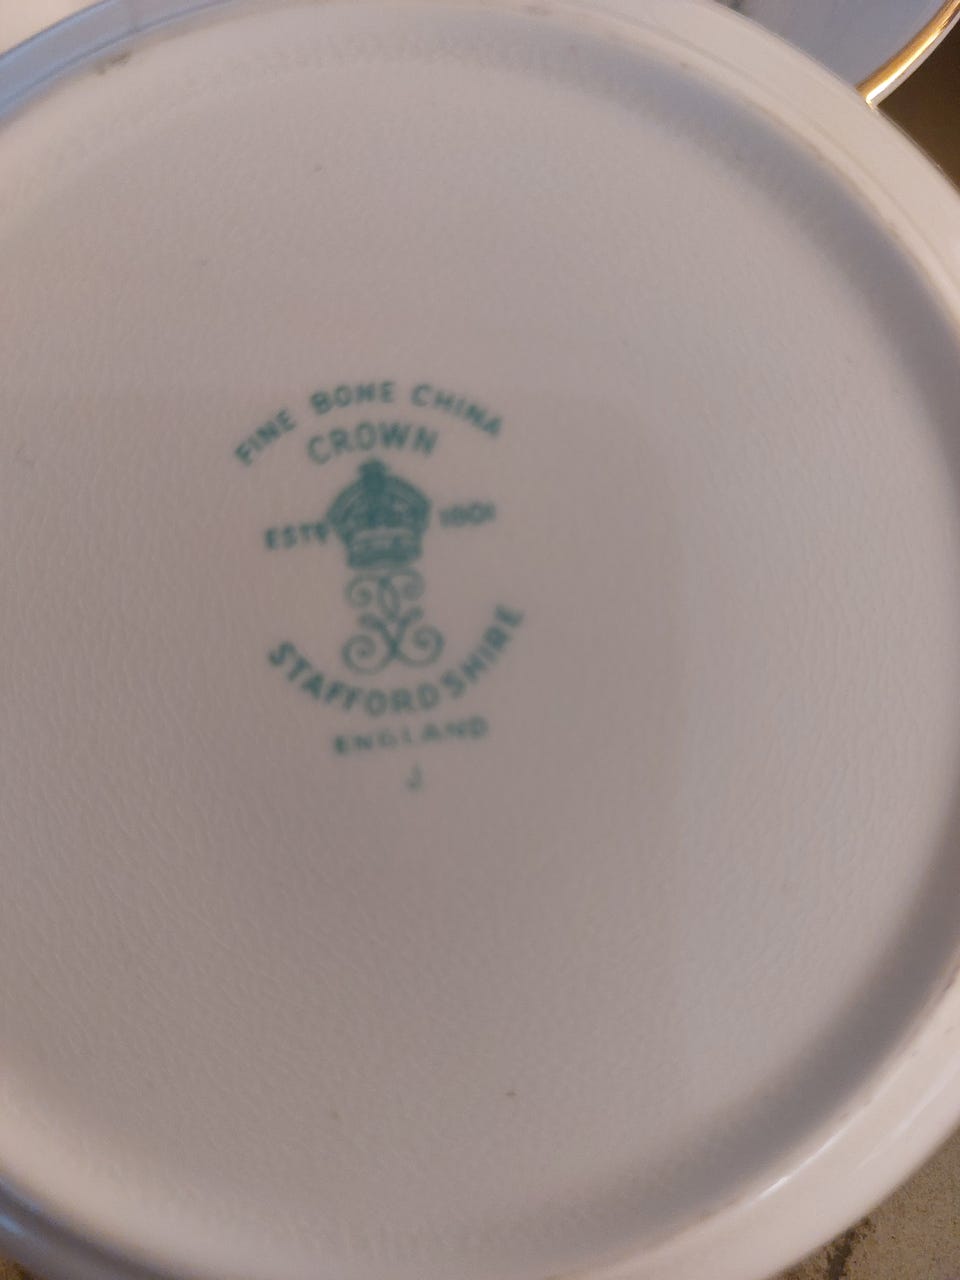 FINE BONE CHINA
CROWN
ESTD 1801
STAFFORDSHIRE
ENGLAND
J